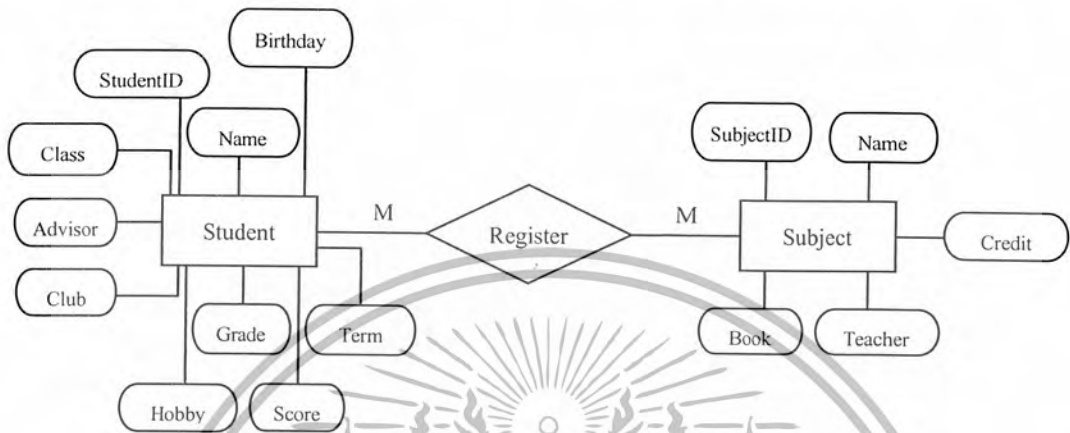 Birthday
StudentID
Name
Class
Advisor
Student
Club
Grade
Term
Hobby
Score
M
Register
M
SubjectID
Name
Subject
Credit
Book
Teacher